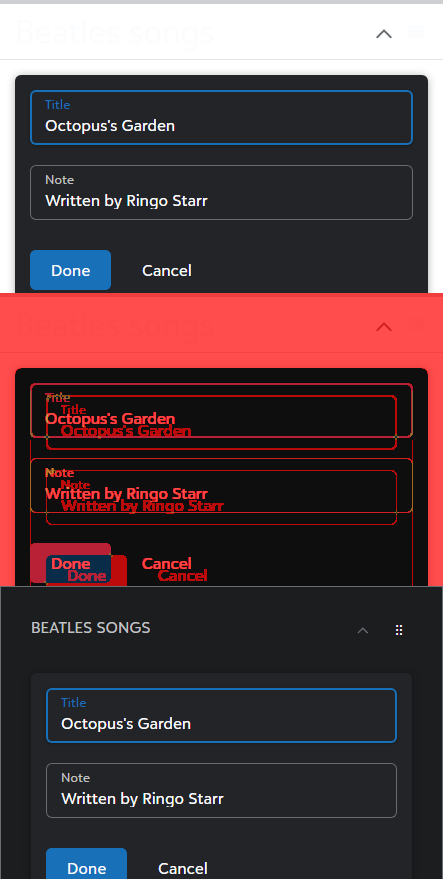 Beatles songs
Title
Octopus's Garden
Note
Written by Ringo Starr
Done Cancel
Beatles songs
Title
Title
Octopus's Garden
Octopus's Garden
Note
Note
Written by Ringo Starr
Written by Ringo Starr
Done Cancel
Done Cancel
BEATLES SONGS
Title
Octopus's Garden
Note
Written by Ringo Starr
Done Cancel